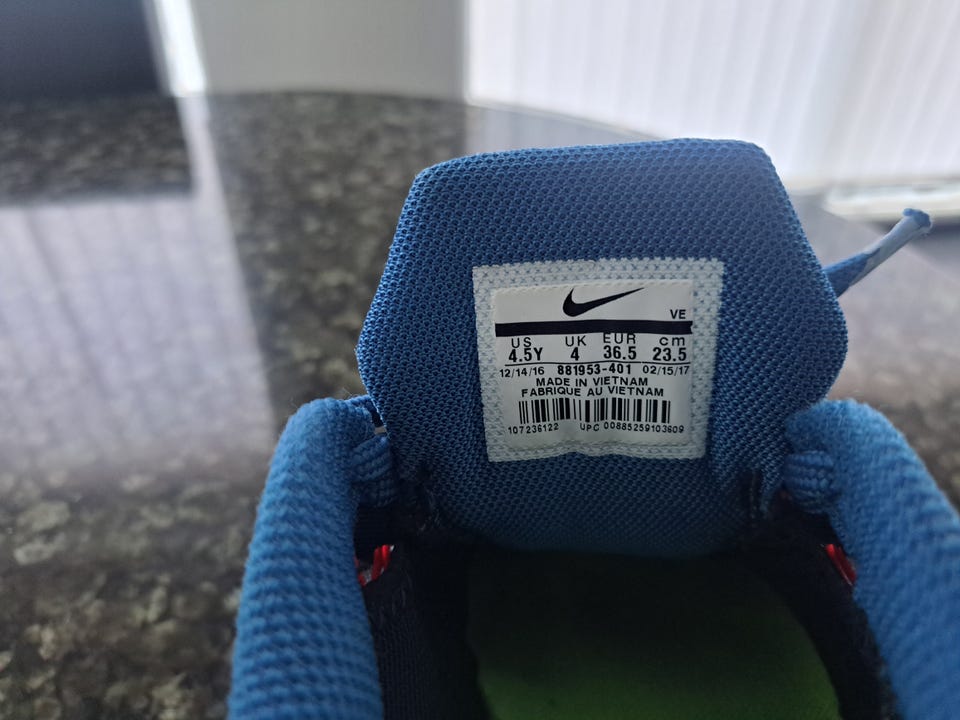 VE
US UK EUR cm
4.5Y 4 36.5 23.5
12/14/16 881953-401 02/15/17
MADE IN VIETNAM
FABRIQUE AU VIETNAM
107236122 UPC 00885259103609